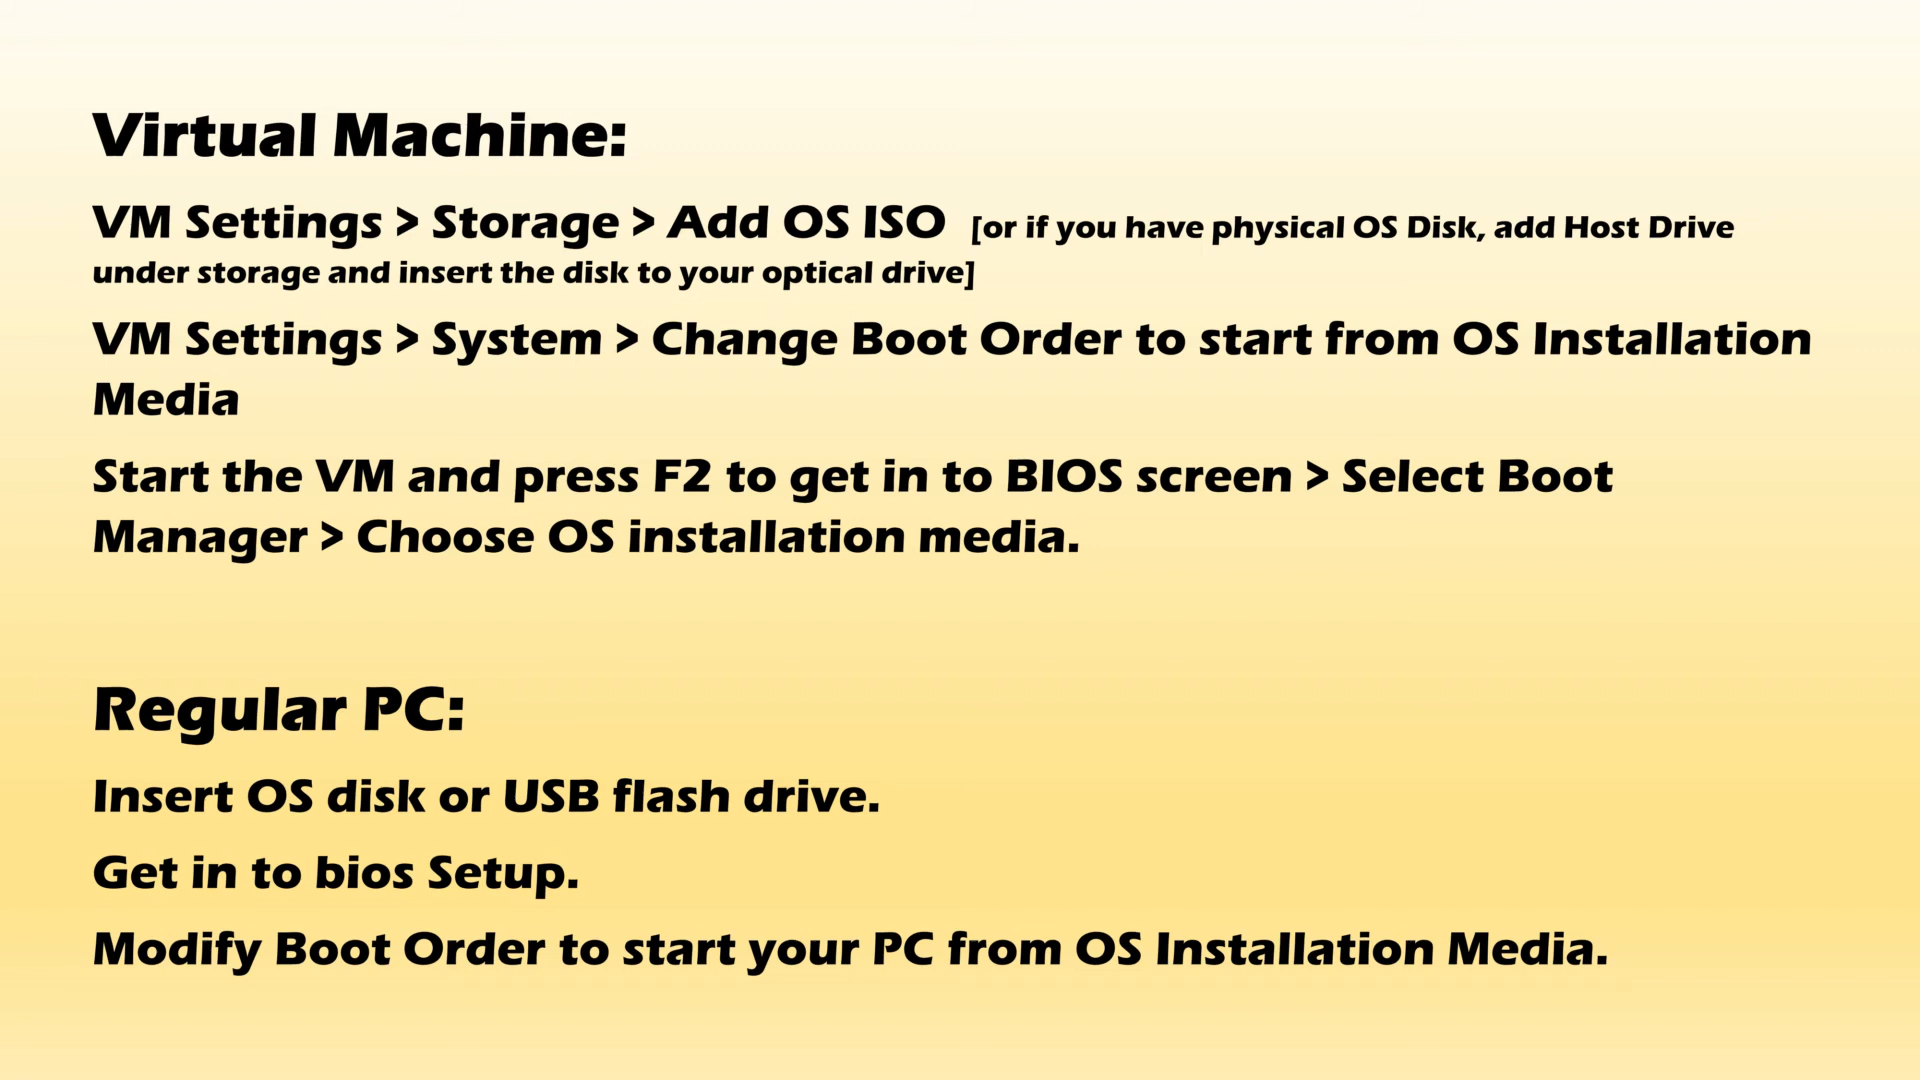 Virtual Machine:
VM Settings > Storage > Add OS ISO [or if you have physical OS Disk, add Host Drive
under storage and insert the disk to your optical drive]
VM Settings > System > Change Boot Order to start from OS Installation
Media
Start the VM and press F2 to get in to BIOS screen > Select Boot
Manager > Choose OS installation media.
Regular PC:
Insert OS disk or USB flash drive.
Get in to bios Setup.
Modify Boot Order to start your PC from OS Installation Media.